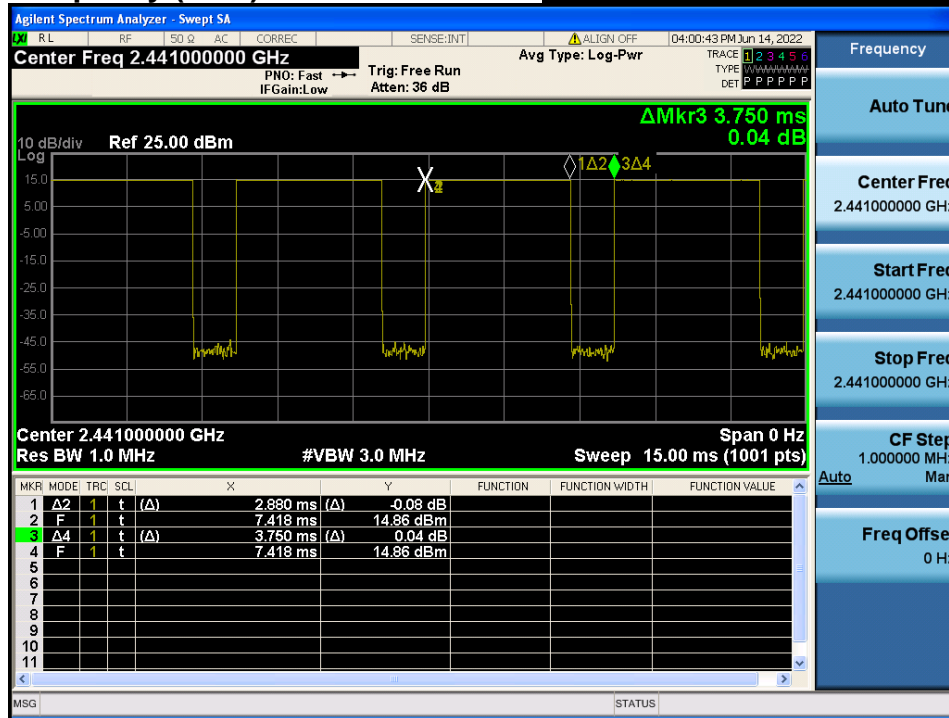 Agilent Spectrum Analyzer - Swept SA
LXI RL RF 50 Ω AC CORREC SENSE:INT ALIGN OFF 04:00:43 PM Jun 14, 2022
Center Freq 2.441000000 GHz Avg Type: Log-Pwr TRACE 1 2 3 4 5 6
PNO: Fast Trig: Free Run TYPE
IFGain:Low Atten: 36 dB DET P P P P P P
Frequency
ΔMkr3 3.750 ms
0.04 dB
10 dB/div Ref 25.00 dBm
Log
15.0
5.00
-5.00
-15.0
-25.0
-35.0
-45.0
-55.0
-65.0
1Δ2 3Δ4
Center 2.441000000 GHz Span 0 Hz
Res BW 1.0 MHz #VBW 3.0 MHz Sweep 15.00 ms (1001 pts)
MKR MODE TRC SCL X Y FUNCTION FUNCTION WIDTH FUNCTION VALUE
1 Δ2 1 t (Δ) 2.880 ms (Δ) -0.08 dB
2 F 1 t 7.418 ms 14.86 dBm
3 Δ4 1 t (Δ) 3.750 ms (Δ) 0.04 dB
4 F 1 t 7.418 ms 14.86 dBm
5
6
7
8
9
10
11
MSG STATUS
Auto Tune
Center Freq
2.441000000 GHz
Start Freq
2.441000000 GHz
Stop Freq
2.441000000 GHz
CF Step
1.000000 MHz
Auto Man
Freq Offse
0 Hz